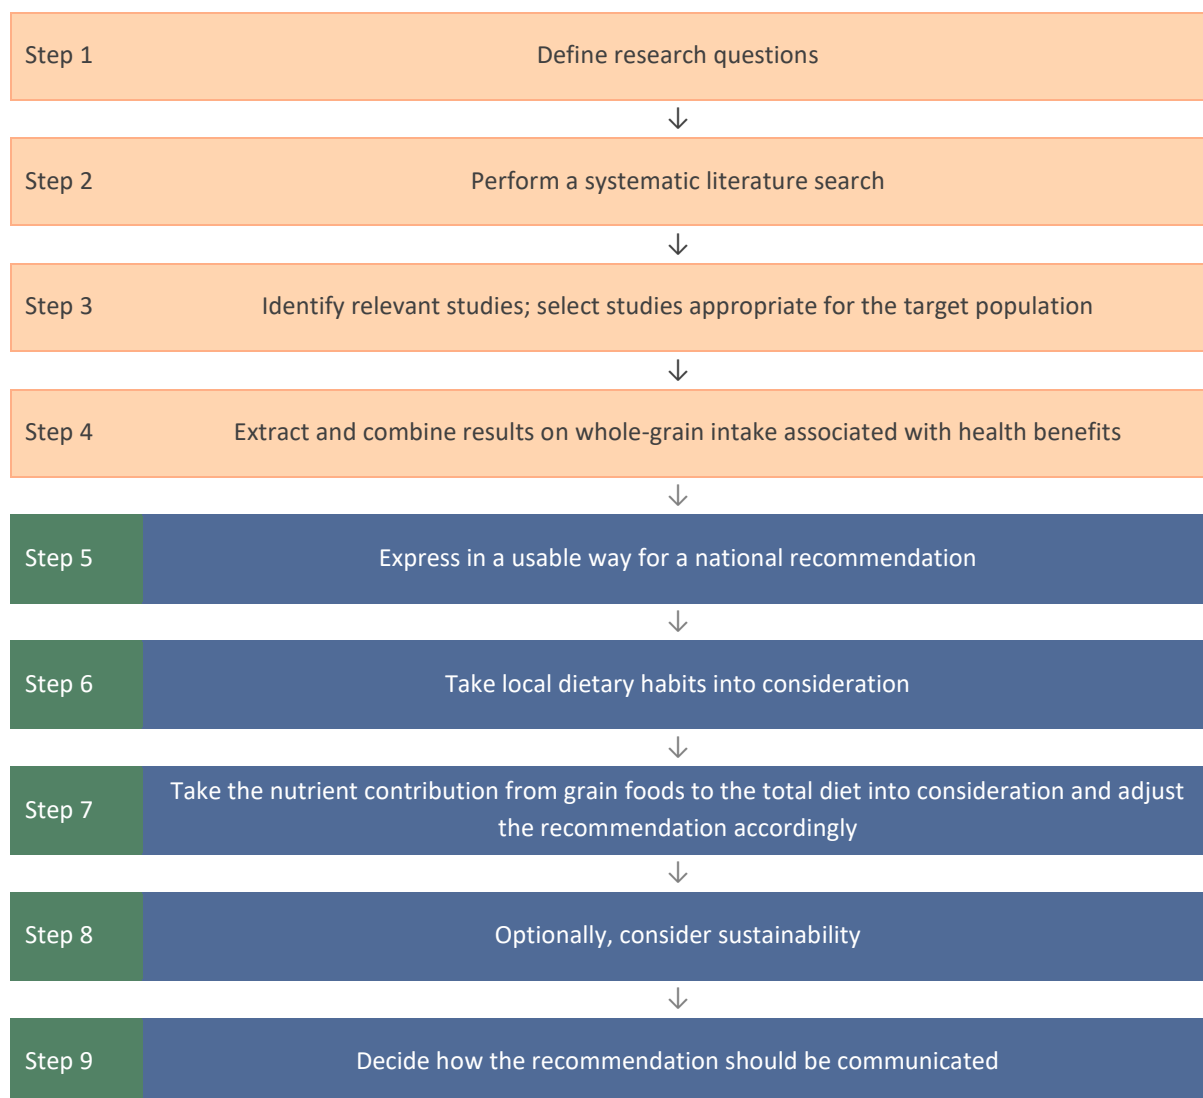 Step 1 Define research questions
↓
Step 2 Perform a systematic literature search
↓
Step 3 Identify relevant studies; select studies appropriate for the target population
↓
Step 4 Extract and combine results on whole-grain intake associated with health benefits
↓
Step 5 Express in a usable way for a national recommendation
↓
Step 6 Take local dietary habits into consideration
↓
Step 7 Take the nutrient contribution from grain foods to the total diet into consideration and adjust
the recommendation accordingly
↓
Step 8 Optionally, consider sustainability
↓
Step 9 Decide how the recommendation should be communicated